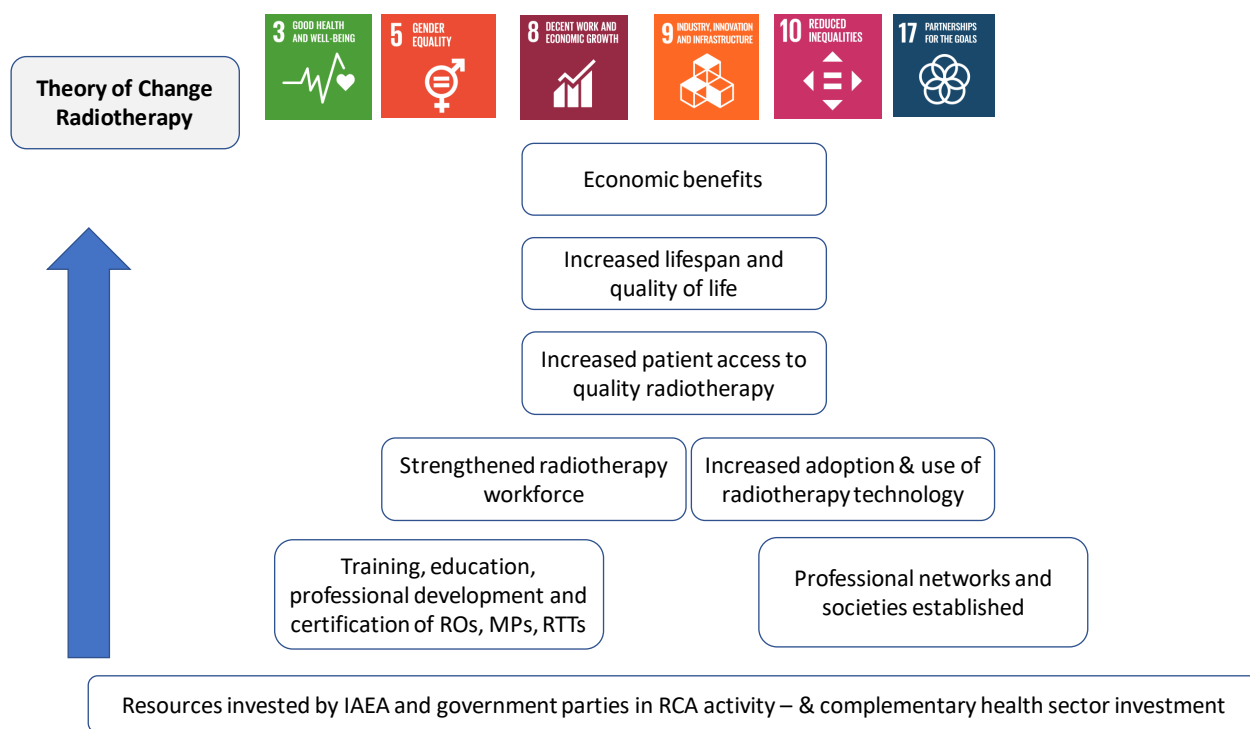 3 GOOD HEALTH
AND WELL-BEING
5 GENDER
EQUALITY
8 DECENT WORK AND
ECONOMIC GROWTH
9 INDUSTRY, INNOVATION
AND INFRASTRUCTURE
10 REDUCED
INEQUALITIES
17 PARTNERSHIPS
FOR THE GOALS
Theory of Change
Radiotherapy
Economic benefits
Increased lifespan and
quality of life
Increased patient access to
quality radiotherapy
Strengthened radiotherapy
workforce
Increased adoption & use of
radiotherapy technology
Training, education,
professional development and
certification of ROs, MPs, RTTs
Professional networks and
societies established
Resources invested by IAEA and government parties in RCA activity – & complementary health sector investment